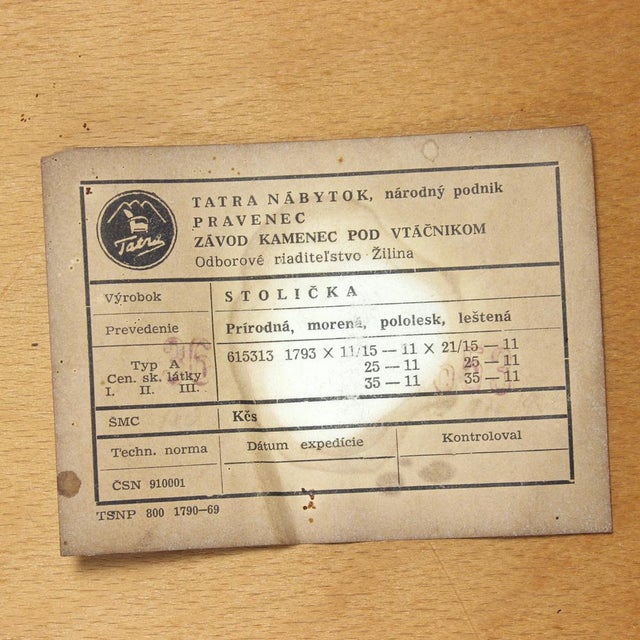 Tatra
TATRA NÁBYTOK, národný podnik
PRAVENEC
ZÁVOD KAMENEC POD VTÁČNIKOM
Odborové riaditeľstvo Žilina
Výrobok STOLIČKA
Prevedenie Prírodná, morená, pololesk, leštená
Typ A 615313 1793 × 11/15 — 11 × 21/15 — 11
Cen. sk. látky 25 — 11 25 — 11
I. II. III. 35 — 11 35 — 11
SMC Kčs
Techn. norma Dátum expedície Kontroloval
ČSN 910001
TSNP 800 1790—69